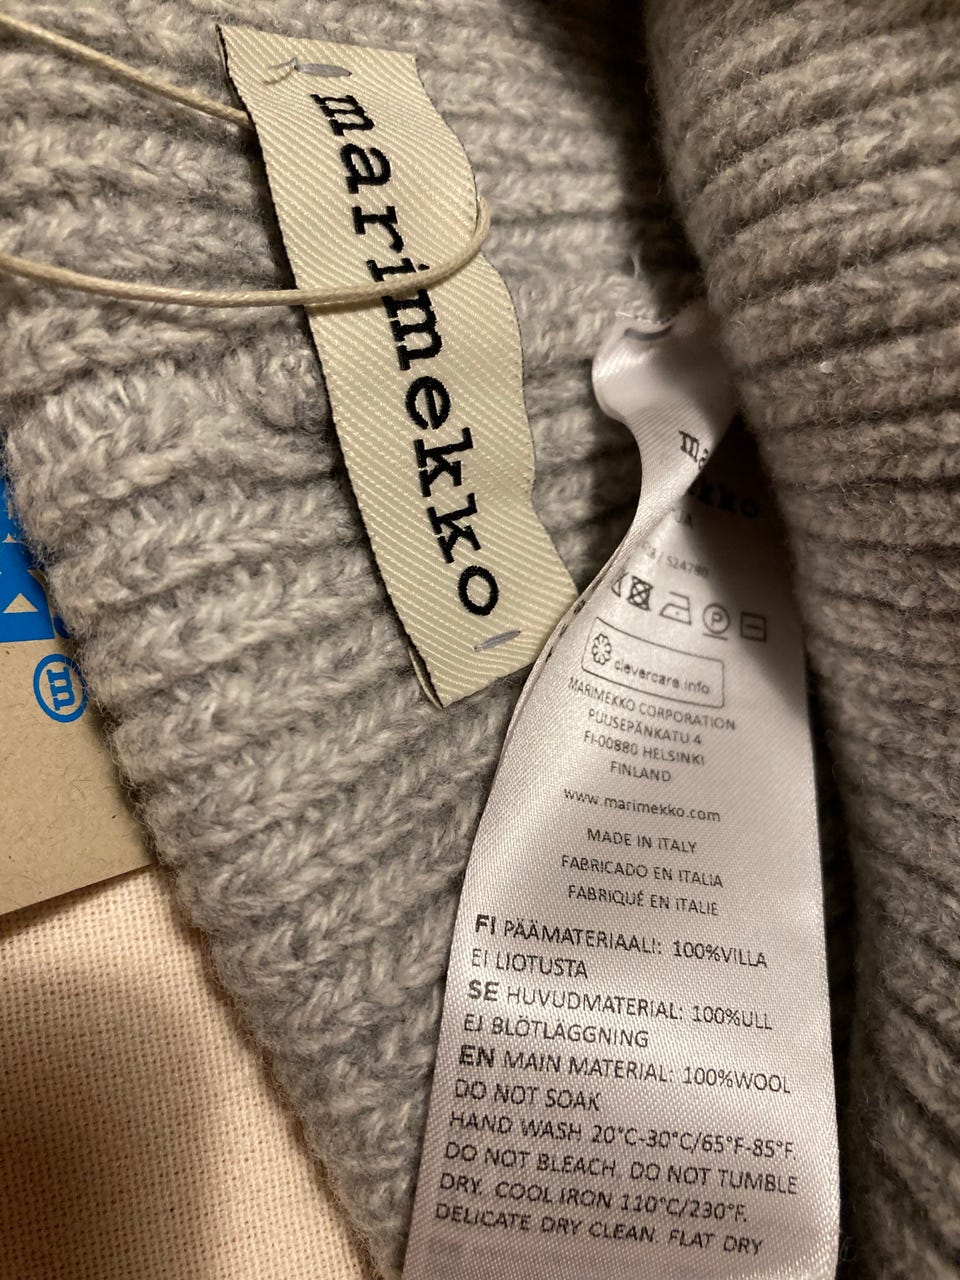 marimekko
524780
clevercare.info
MARIMEKKO CORPORATION
PUUSEPÄNKATU 4
FI-00880 HELSINKI
FINLAND
www.marimekko.com
MADE IN ITALY
FABRICADO EN ITALIA
FABRIQUÉ EN ITALIE
FI PÄÄMATERIAALI: 100%VILLA
EI LIOTUSTA
SE HUVUDMATERIAL: 100%ULL
EJ BLÖTLÄGGNING
EN MAIN MATERIAL: 100%WOOL
DO NOT SOAK
HAND WASH 20°C-30°C/65°F-85°F.
DO NOT BLEACH. DO NOT TUMBLE
DRY. COOL IRON 110°C/230°F.
DELICATE DRY CLEAN. FLAT DRY